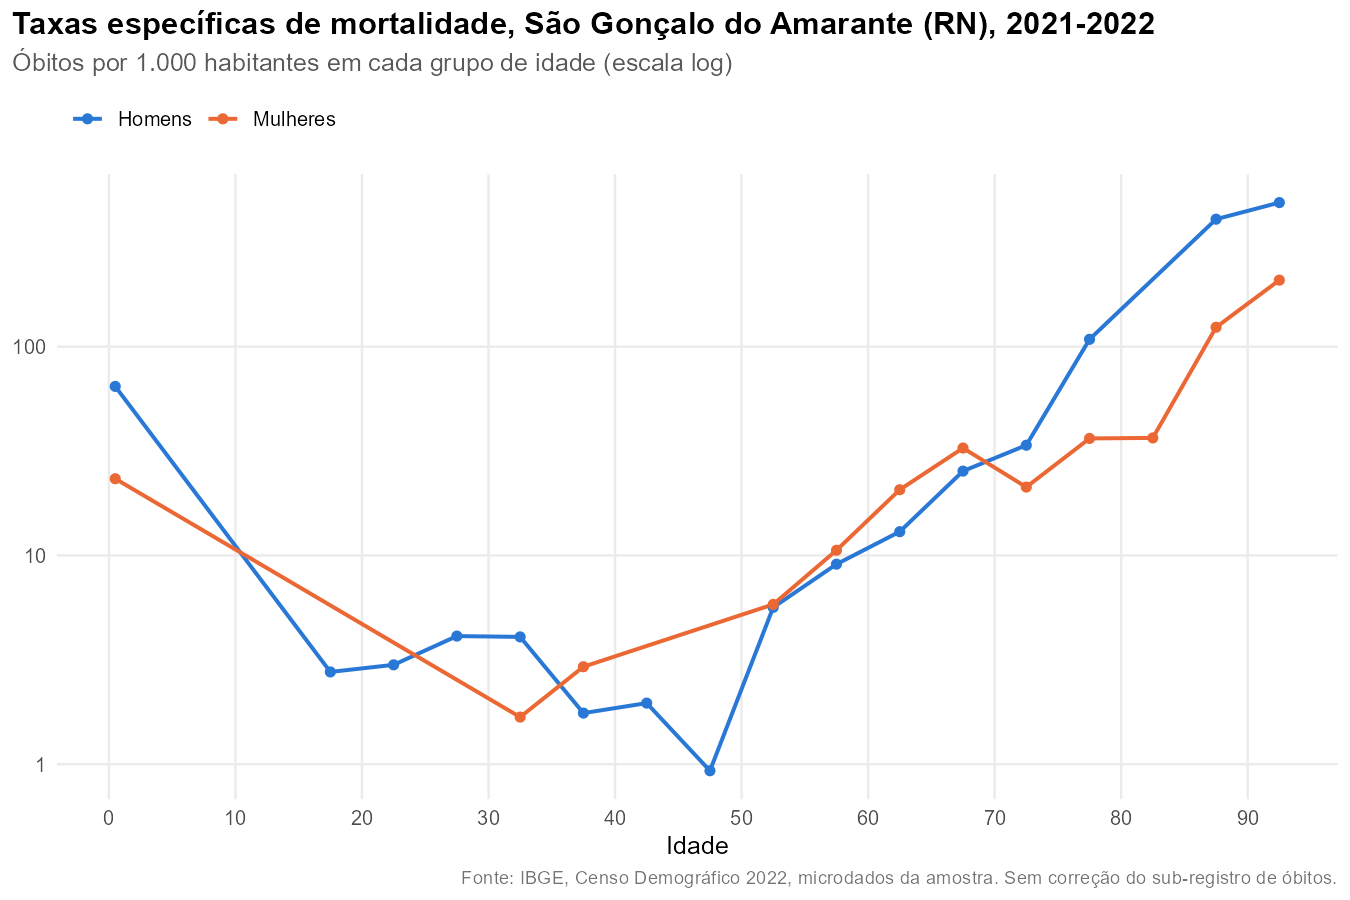 Taxas específicas de mortalidade, São Gonçalo do Amarante (RN), 2021-2022
Óbitos por 1.000 habitantes em cada grupo de idade (escala log)
Homens Mulheres
100
10
1
0 10 20 30 40 50 60 70 80 90
Idade
Fonte: IBGE, Censo Demográfico 2022, microdados da amostra. Sem correção do sub-registro de óbitos.